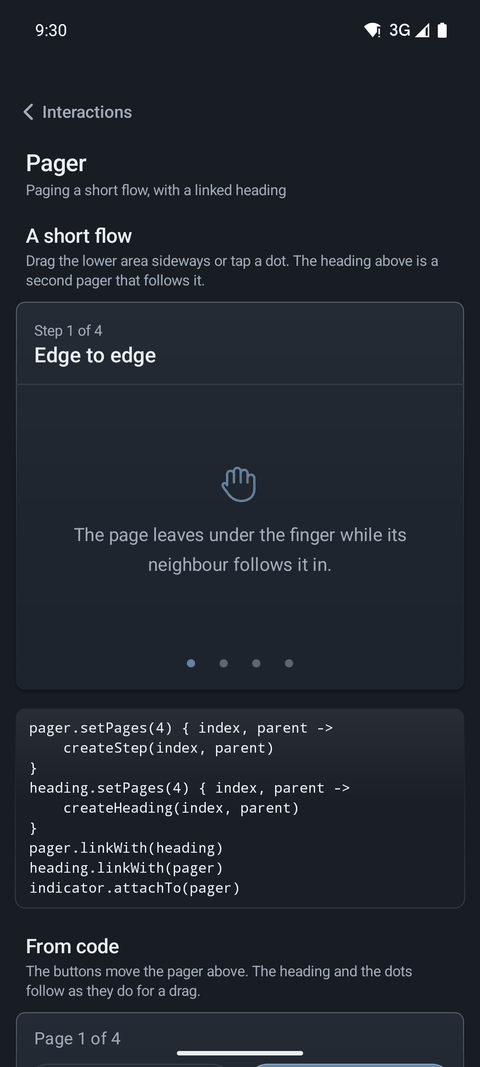 9:30
3G
Interactions
Pager
Paging a short flow, with a linked heading
A short flow
Drag the lower area sideways or tap a dot. The heading above is a
second pager that follows it.
Step 1 of 4
Edge to edge
The page leaves under the finger while its
neighbour follows it in.
pager.setPages(4) { index, parent ->
    createStep(index, parent)
}
heading.setPages(4) { index, parent ->
    createHeading(index, parent)
}
pager.linkWith(heading)
heading.linkWith(pager)
indicator.attachTo(pager)
From code
The buttons move the pager above. The heading and the dots
follow as they do for a drag.
Page 1 of 4